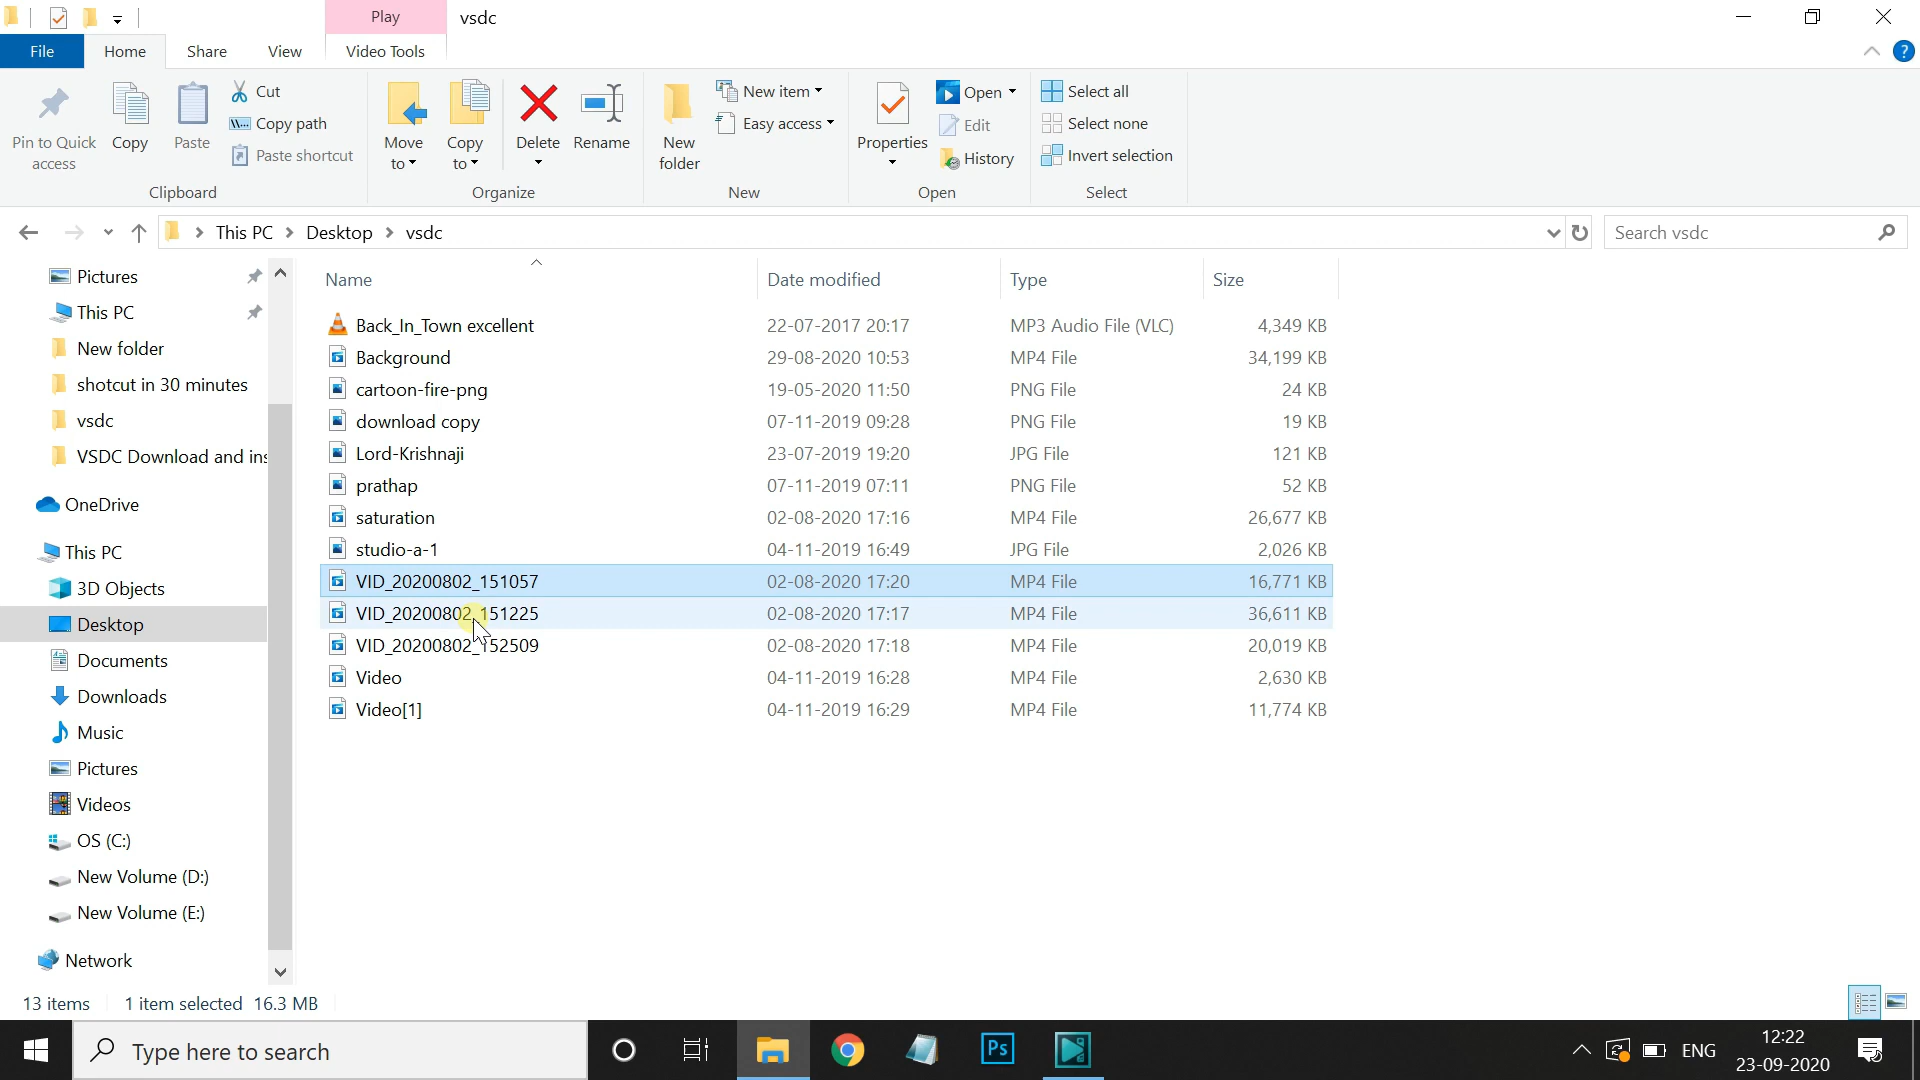 Play
vsdc
File
Home
Share
View
Video Tools
?
Pin to Quick access
Copy
Paste
Cut
Copy path
Paste shortcut
Clipboard
Move to
Copy to
Delete
Rename
Organize
New folder
New item
Easy access
New
Properties
Open
Edit
History
Open
Select all
Select none
Invert selection
Select
This PC > Desktop > vsdc
Search vsdc
Pictures
This PC
New folder
shotcut in 30 minutes
vsdc
VSDC Download and ins
OneDrive
This PC
3D Objects
Desktop
Documents
Downloads
Music
Pictures
Videos
OS (C:)
New Volume (D:)
New Volume (E:)
Network
Name Date modified Type Size
Back_In_Town excellent 22-07-2017 20:17 MP3 Audio File (VLC) 4,349 KB
Background 29-08-2020 10:53 MP4 File 34,199 KB
cartoon-fire-png 19-05-2020 11:50 PNG File 24 KB
download copy 07-11-2019 09:28 PNG File 19 KB
Lord-Krishnaji 23-07-2019 19:20 JPG File 121 KB
prathap 07-11-2019 07:11 PNG File 52 KB
saturation 02-08-2020 17:16 MP4 File 26,677 KB
studio-a-1 04-11-2019 16:49 JPG File 2,026 KB
VID_20200802_151057 02-08-2020 17:20 MP4 File 16,771 KB
VID_20200802_151225 02-08-2020 17:17 MP4 File 36,611 KB
VID_20200802_152509 02-08-2020 17:18 MP4 File 20,019 KB
Video 04-11-2019 16:28 MP4 File 2,630 KB
Video[1] 04-11-2019 16:29 MP4 File 11,774 KB
13 items 1 item selected 16.3 MB
Type here to search
Ps
ENG
12:22
23-09-2020